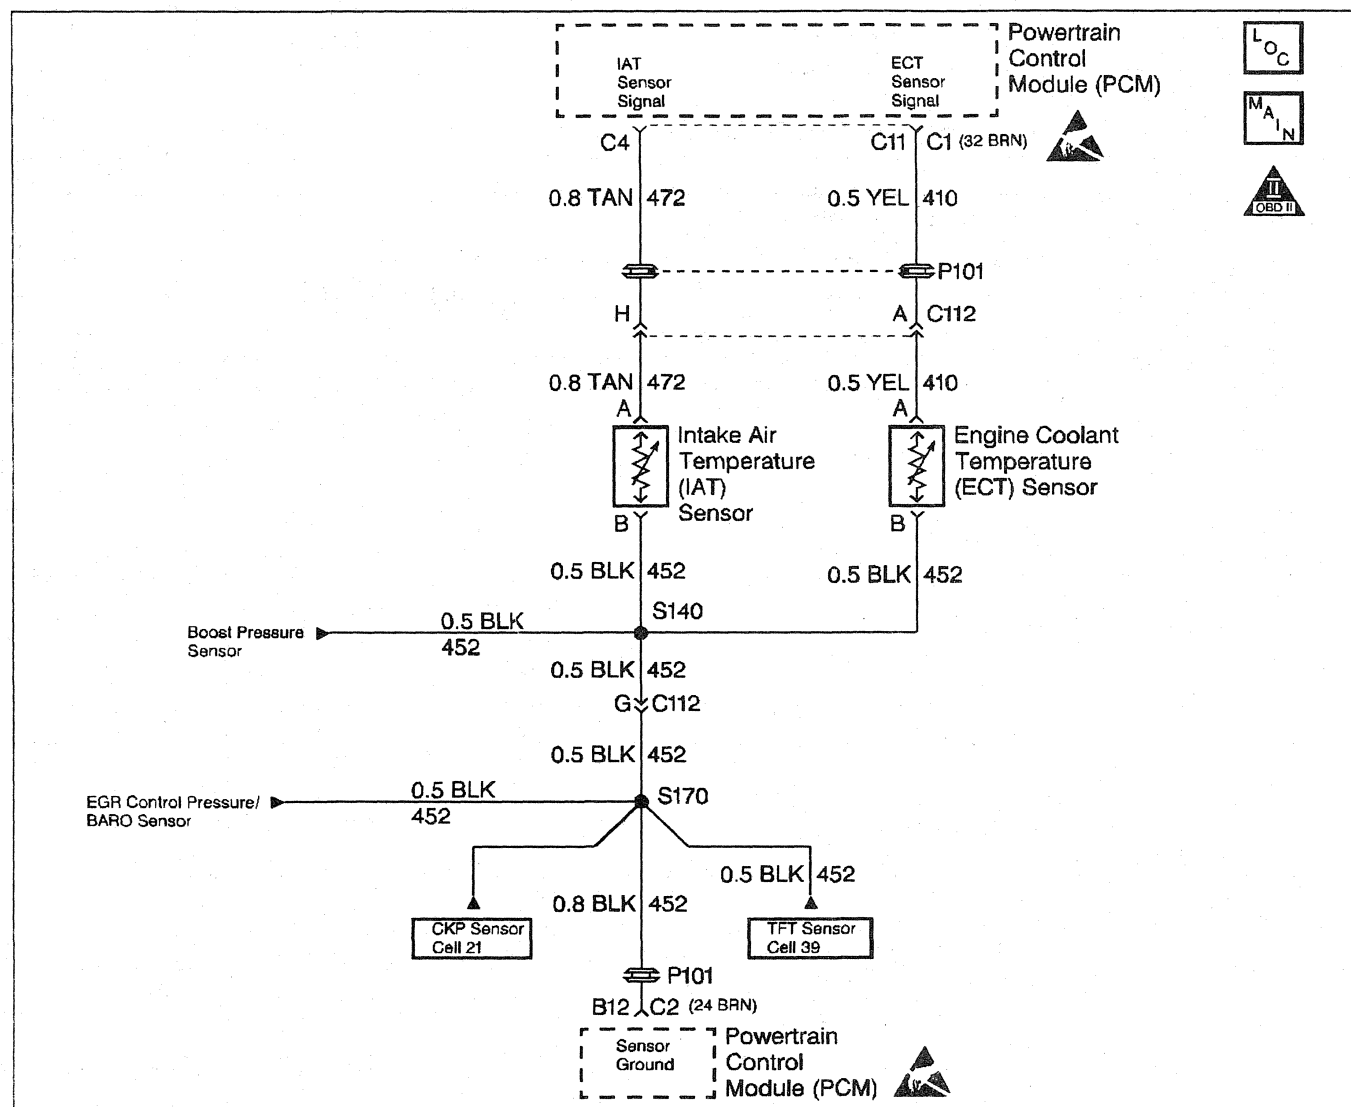 Powertrain
Control
Module (PCM)
IAT
Sensor
Signal
ECT
Sensor
Signal
LOC
MAIN
II
OBD II
C4
C11
C1 (32 BRN)
0.8 TAN 472
0.5 YEL 410
P101
H
A
C112
0.8 TAN 472
0.5 YEL 410
A
A
Intake Air
Temperature
(IAT)
Sensor
Engine Coolant
Temperature
(ECT) Sensor
B
B
0.5 BLK 452
0.5 BLK 452
S140
0.5 BLK
452
Boost Pressure
Sensor
0.5 BLK 452
G
C112
0.5 BLK 452
0.5 BLK
452
S170
EGR Control Pressure/
BARO Sensor
0.5 BLK 452
0.8 BLK 452
CKP Sensor
Cell 21
TFT Sensor
Cell 39
P101
B12
C2 (24 BRN)
Sensor
Ground
Powertrain
Control
Module (PCM)